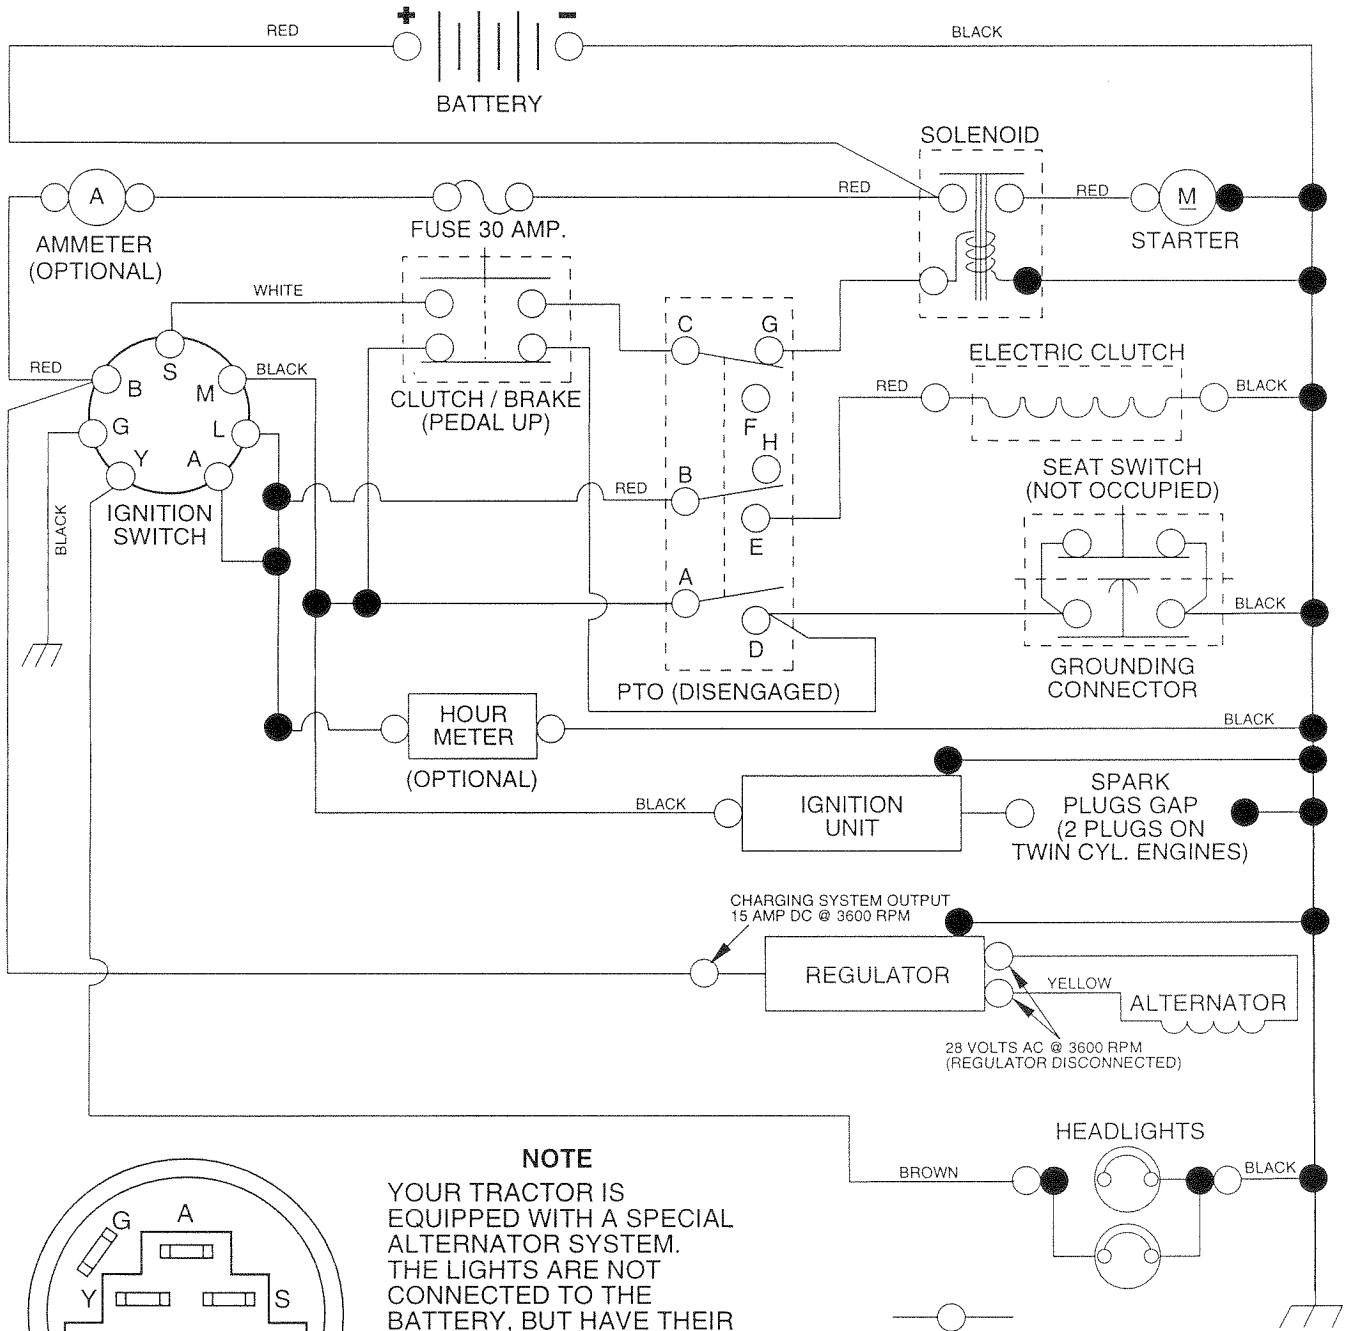 +
-
RED
BLACK
BATTERY
SOLENOID
A
RED
RED
M
FUSE 30 AMP.
STARTER
AMMETER
(OPTIONAL)
WHITE
S
RED
B
M
BLACK
G
L
Y
A
BLACK
IGNITION
SWITCH
CLUTCH / BRAKE
(PEDAL UP)
C
G
F
H
RED
B
E
A
D
PTO (DISENGAGED)
ELECTRIC CLUTCH
RED
BLACK
SEAT SWITCH
(NOT OCCUPIED)
BLACK
GROUNDING
CONNECTOR
HOUR
METER
(OPTIONAL)
BLACK
BLACK
IGNITION
UNIT
SPARK
PLUGS GAP
(2 PLUGS ON
TWIN CYL. ENGINES)
CHARGING SYSTEM OUTPUT
15 AMP DC @ 3600 RPM
REGULATOR
YELLOW
ALTERNATOR
28 VOLTS AC @ 3600 RPM
(REGULATOR DISCONNECTED)
HEADLIGHTS
BROWN
BLACK
NOTE
YOUR TRACTOR IS
EQUIPPED WITH A SPECIAL
ALTERNATOR SYSTEM.
THE LIGHTS ARE NOT
CONNECTED TO THE
BATTERY, BUT HAVE THEIR
G
A
Y
S